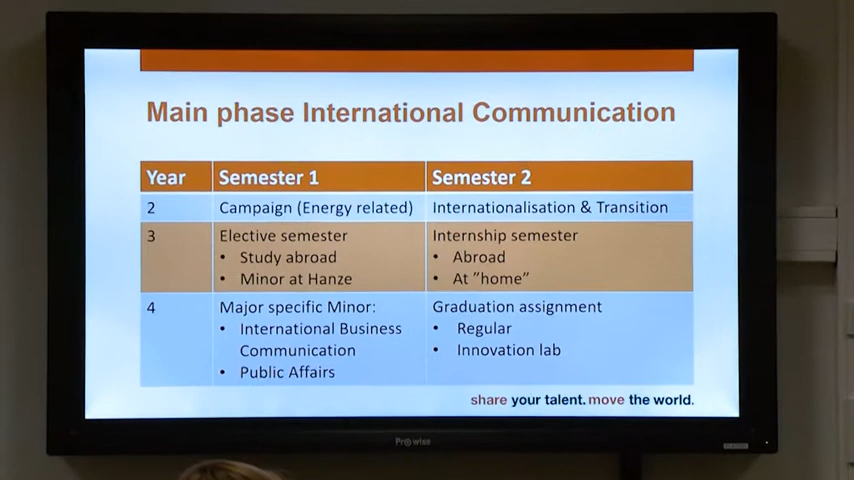 Main phase International Communication
Year Semester 1 Semester 2
2 Campaign (Energy related) Internationalisation & Transition
3 Elective semester Internship semester
• Study abroad • Abroad
• Minor at Hanze • At ”home”
4 Major specific Minor: Graduation assignment
• International Business • Regular
Communication • Innovation lab
• Public Affairs
share your talent. move the world.
Prowise